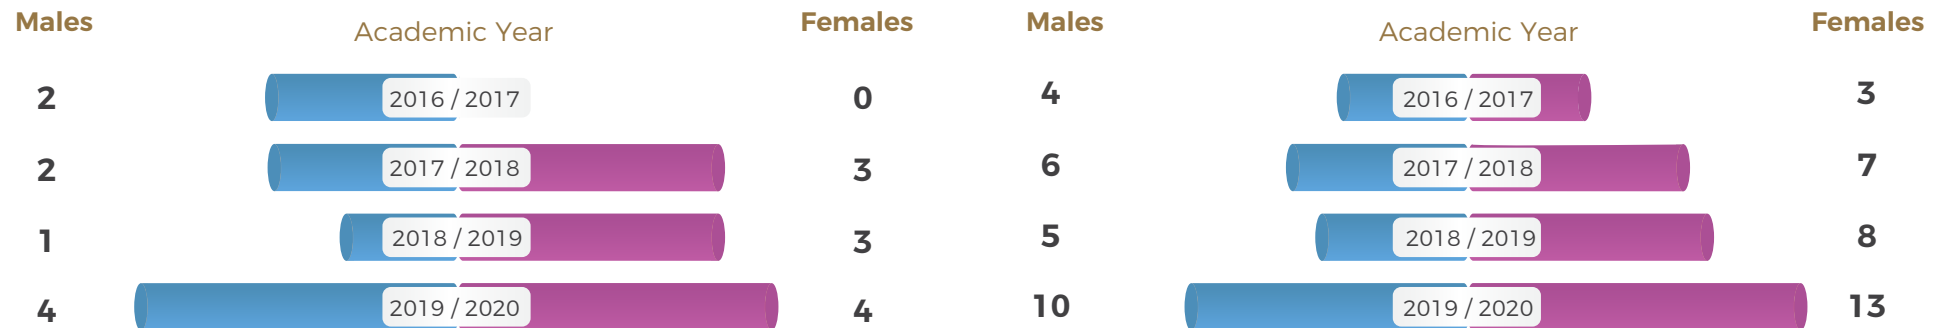 Males Academic Year Females
2 2016 / 2017 0
2 2017 / 2018 3
1 2018 / 2019 3
4 2019 / 2020 4
Males Academic Year Females
4 2016 / 2017 3
6 2017 / 2018 7
5 2018 / 2019 8
10 2019 / 2020 13